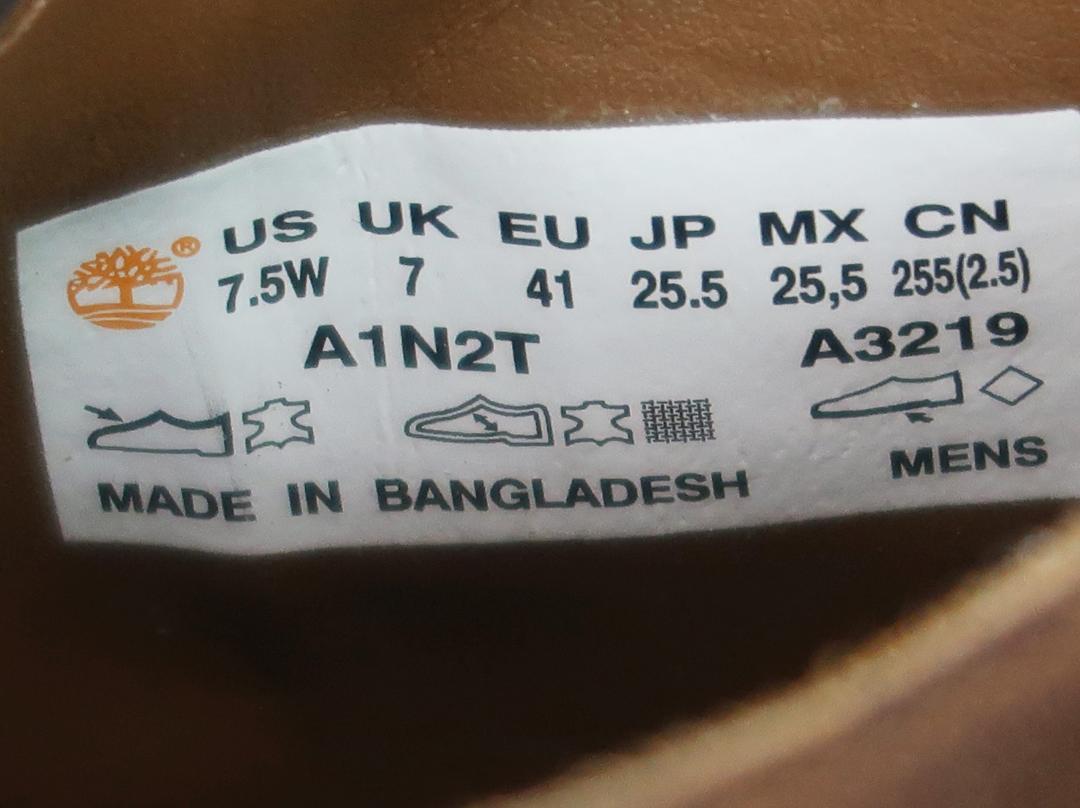 ® US UK EU JP MX CN
7.5W 7 41 25.5 25,5 255(2.5)
A1N2T A3219
MENS
MADE IN BANGLADESH